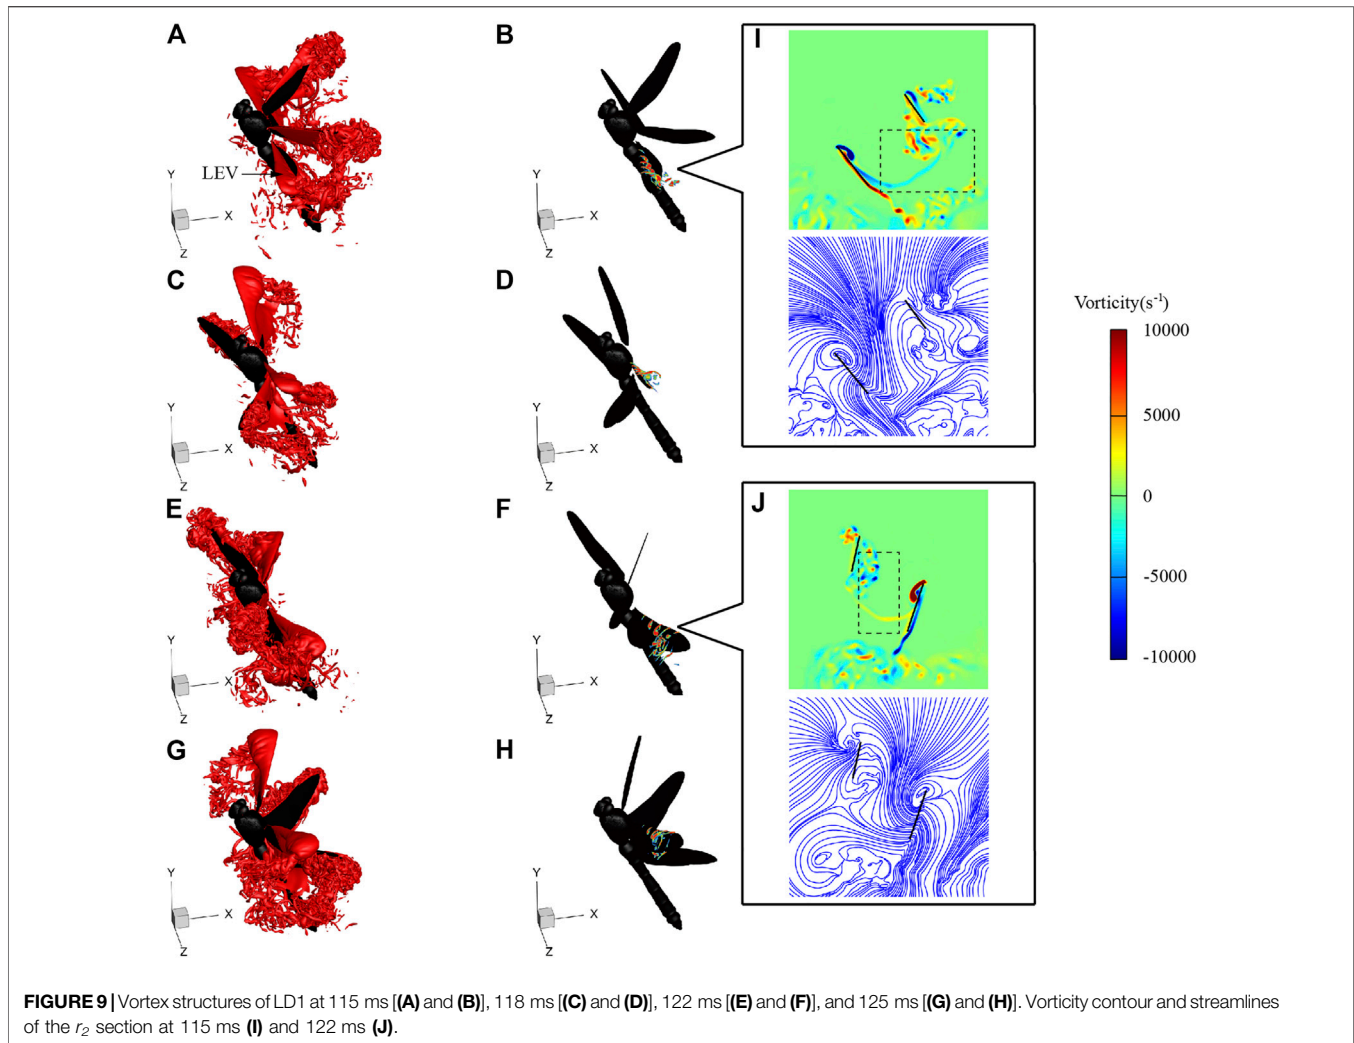 A
B
I
LEV
Y
X
Z
Y
X
Z
C
D
Vorticity(s⁻¹)
10000
5000
0
-5000
-10000
Y
X
Z
Y
X
Z
E
F
J
Y
X
Z
Y
X
Z
G
H
Y
X
Z
Y
X
Z
FIGURE 9 | Vortex structures of LD1 at 115 ms [(A) and (B)], 118 ms [(C) and (D)], 122 ms [(E) and (F)], and 125 ms [(G) and (H)]. Vorticity contour and streamlines
of the r₂ section at 115 ms (I) and 122 ms (J).